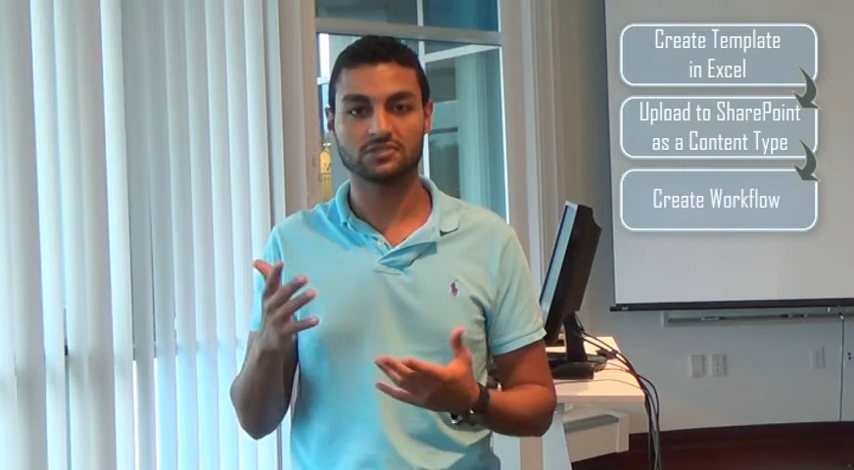 Create Template
in Excel
Upload to SharePoint
as a Content Type
Create Workflow